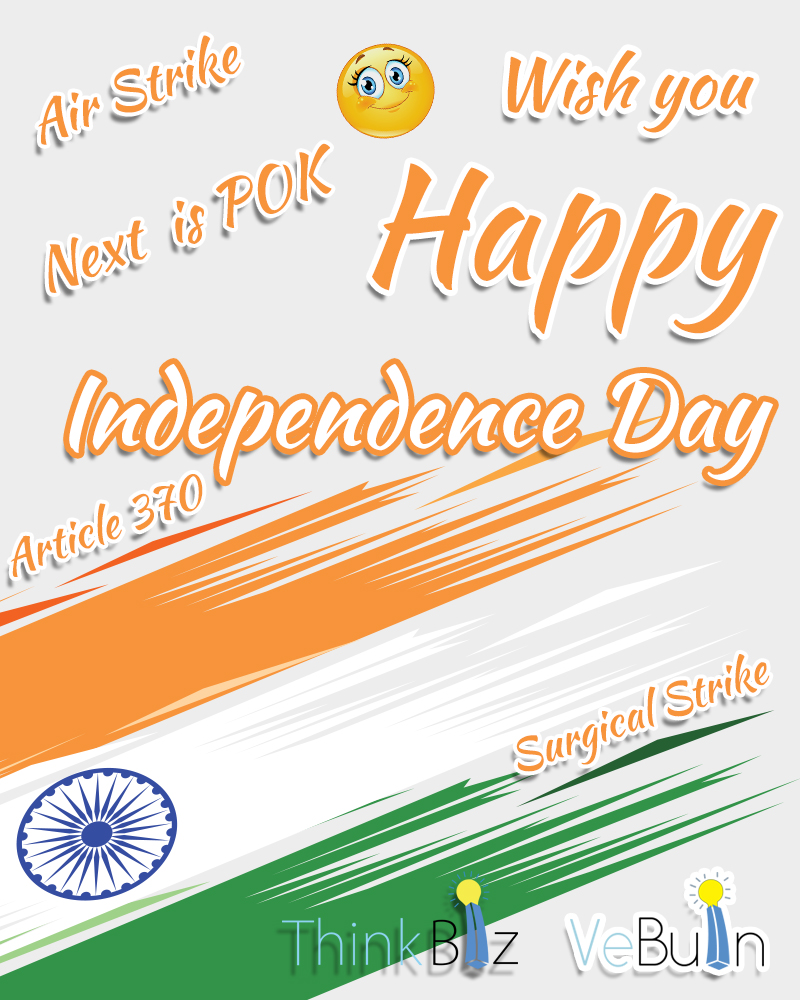 Air Strike
Wish you
Next is POK
Happy
Independence Day
Article 370
Surgical Strike
ThinkBiz
VeBuIn